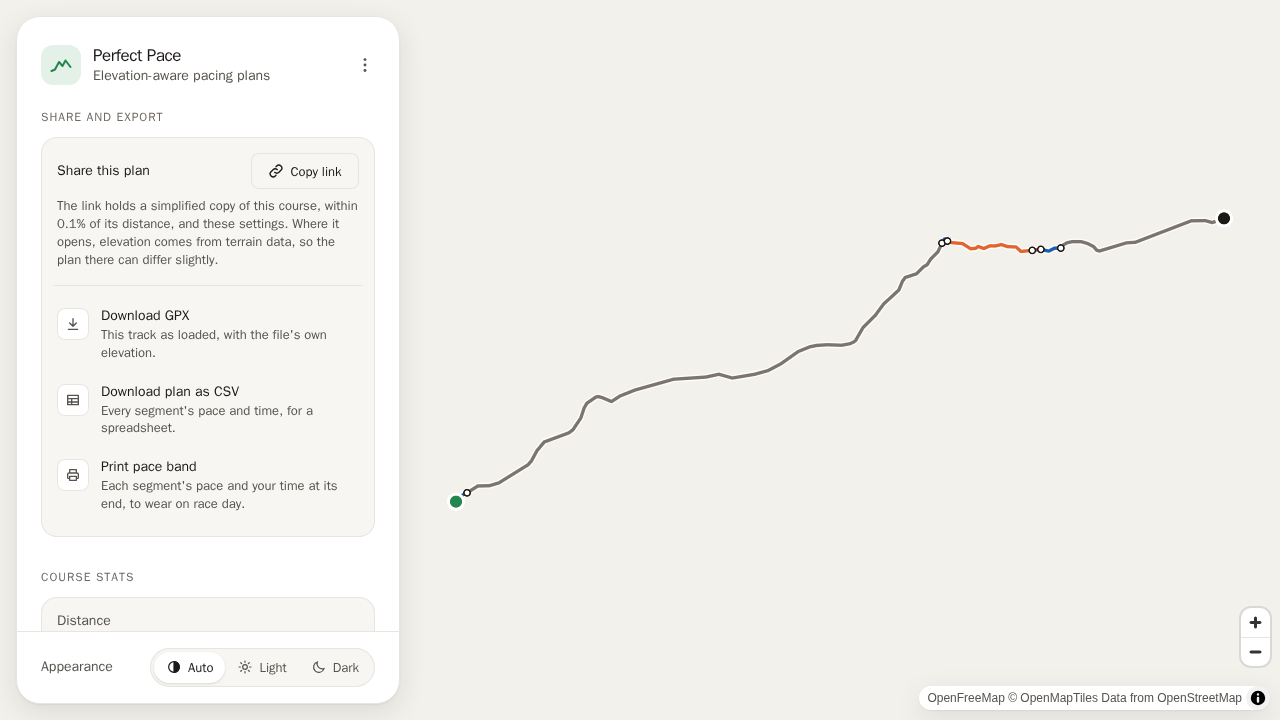 Perfect Pace
Elevation-aware pacing plans
SHARE AND EXPORT
Share this plan
Copy link
The link holds a simplified copy of this course, within
0.1% of its distance, and these settings. Where it
opens, elevation comes from terrain data, so the
plan there can differ slightly.
Download GPX
This track as loaded, with the file's own
elevation.
Download plan as CSV
Every segment's pace and time, for a
spreadsheet.
Print pace band
Each segment's pace and your time at its
end, to wear on race day.
COURSE STATS
Distance
Appearance
Auto
Light
Dark
OpenFreeMap © OpenMapTiles Data from OpenStreetMap